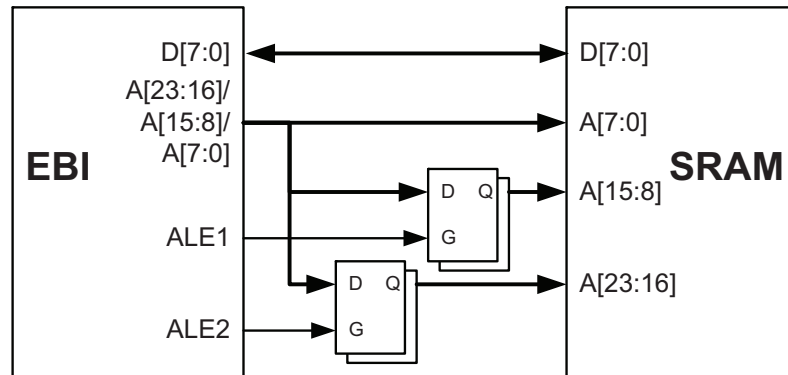 D[7:0]
A[23:16]/
A[15:8]/
A[7:0]
EBI
ALE1
ALE2
D Q
G
D Q
G
D[7:0]
A[7:0]
SRAM
A[15:8]
A[23:16]